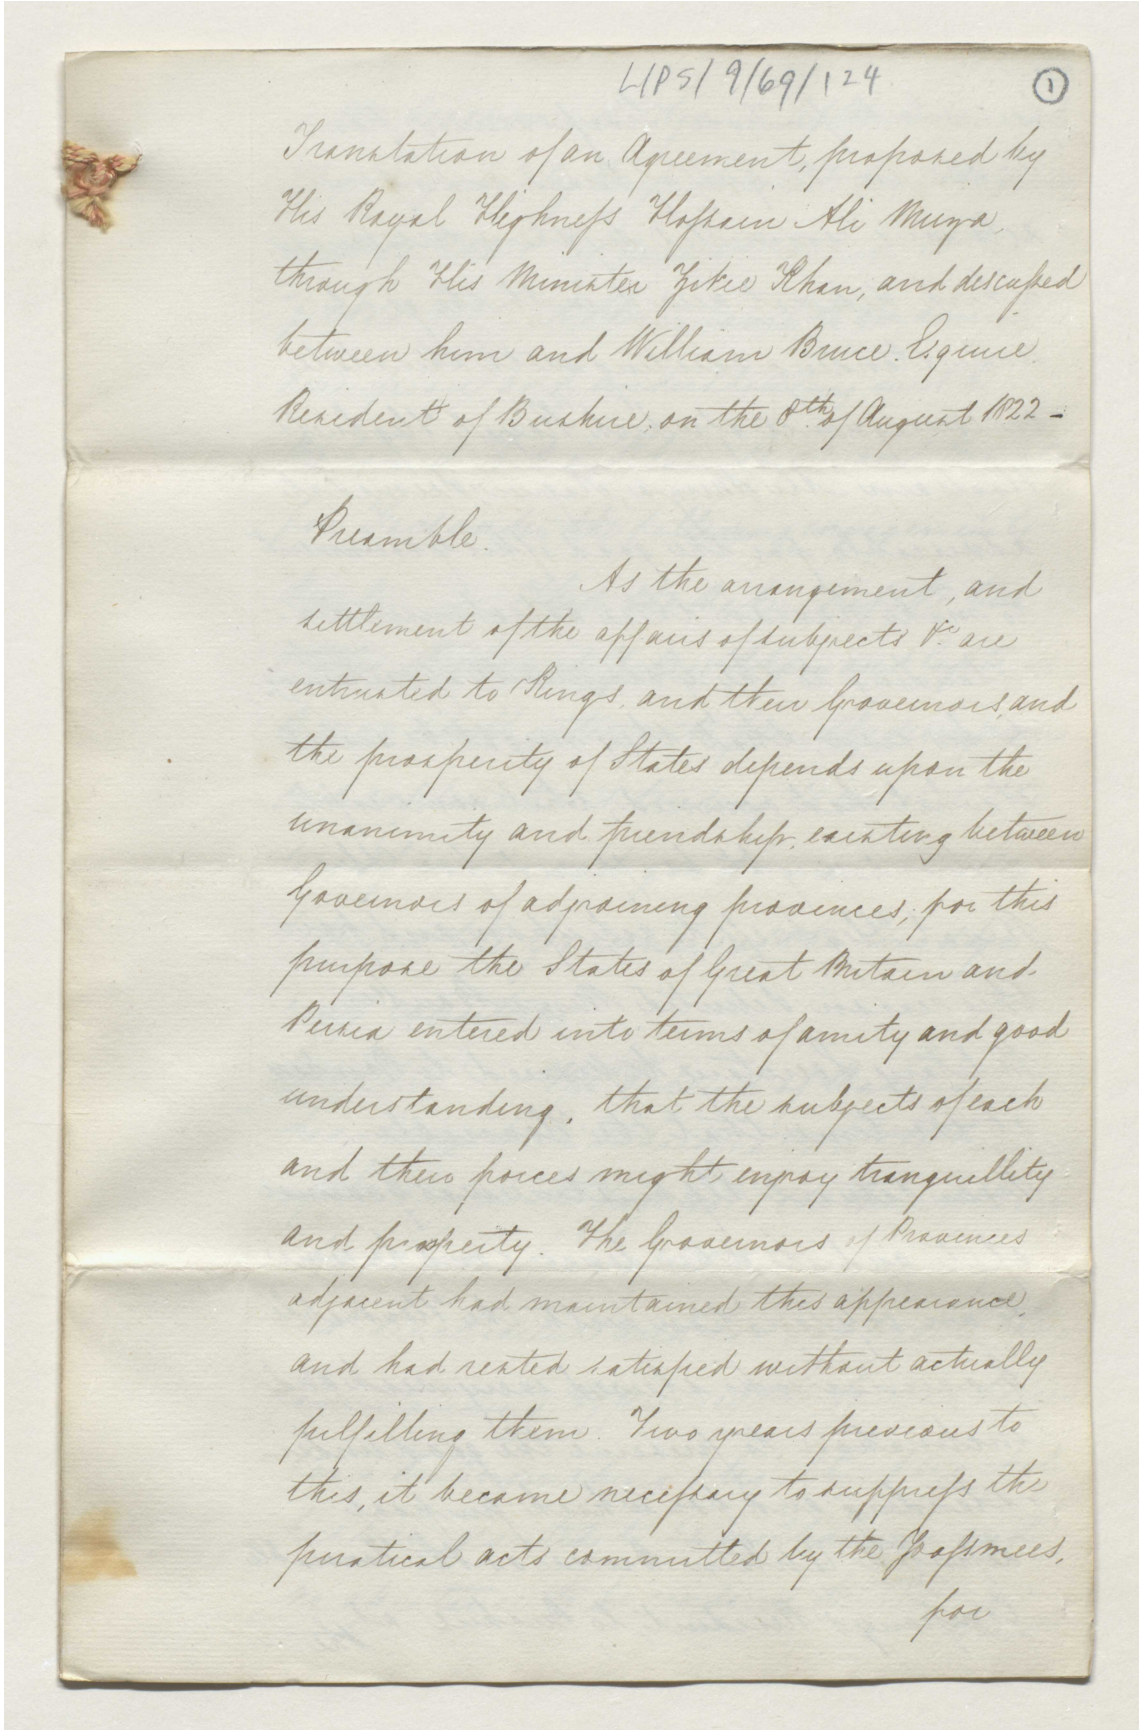 L/PS/9/69/124
1
Translation of an Agreement, proposed by
His Royal Highneſs Hoſsain Ali Mirza,
through His Minister Zikie Khan, and discuſsed
between him and William Bruce. Esquire.
Resident of Bushire, on the 8th. of August 1822 -
Preamble.
As the arrangement, and
settlement of the affairs of subjects &c. are
entrusted to Kings, and their Governors, and
the prosperity of States depends upon the
unanimity and friendship, existing between
Governors of adjoining provinces; for this
purpose the States of Great Britain and
Persia entered into terms of amity and good
understanding, that the subjects of each
and their forces might enjoy tranquillity
and prosperity. The Governors of Provinces
adjacent had maintained this appearance,
and had rested satisfied without actually
fulfilling them. Two years previous to
this, it became neceſsary to suppreſs the
piratical acts committed by the Joaſmees,
for